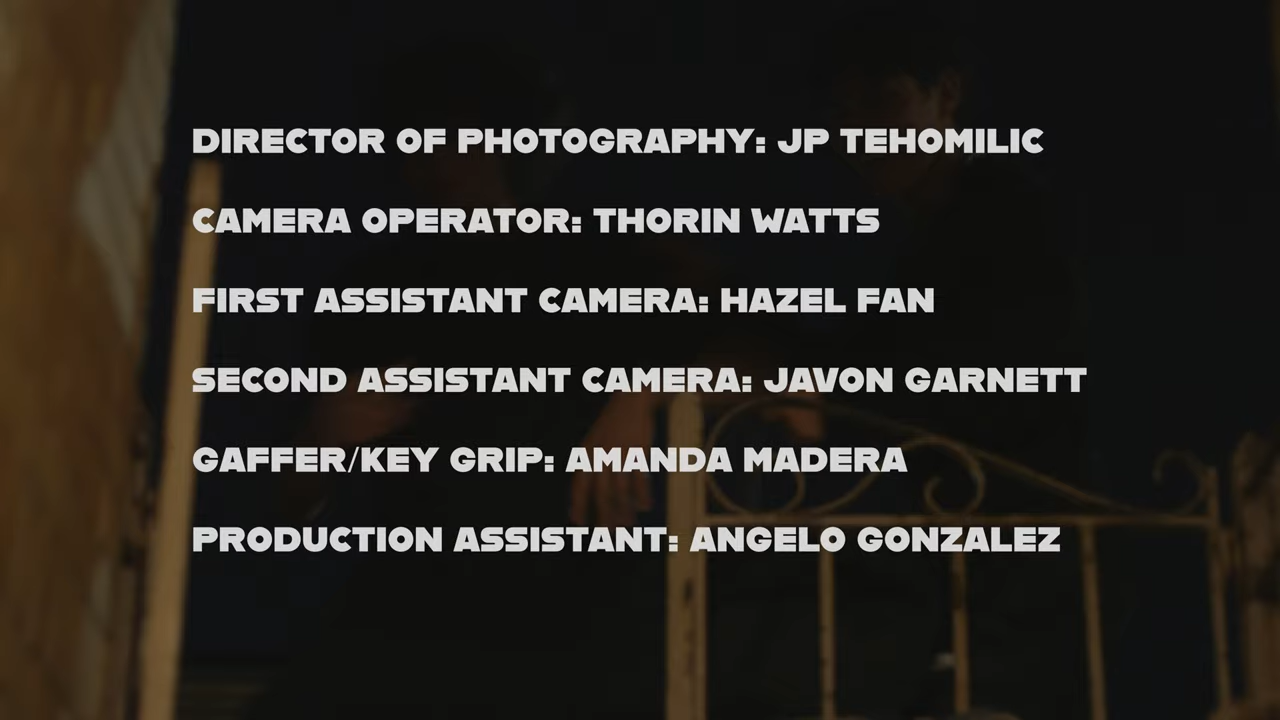 DIRECTOR OF PHOTOGRAPHY: JP TEHOMILIC
CAMERA OPERATOR: THORIN WATTS
FIRST ASSISTANT CAMERA: HAZEL FAN
SECOND ASSISTANT CAMERA: JAVON GARNETT
GAFFER/KEY GRIP: AMANDA MADERA
PRODUCTION ASSISTANT: ANGELO GONZALEZ